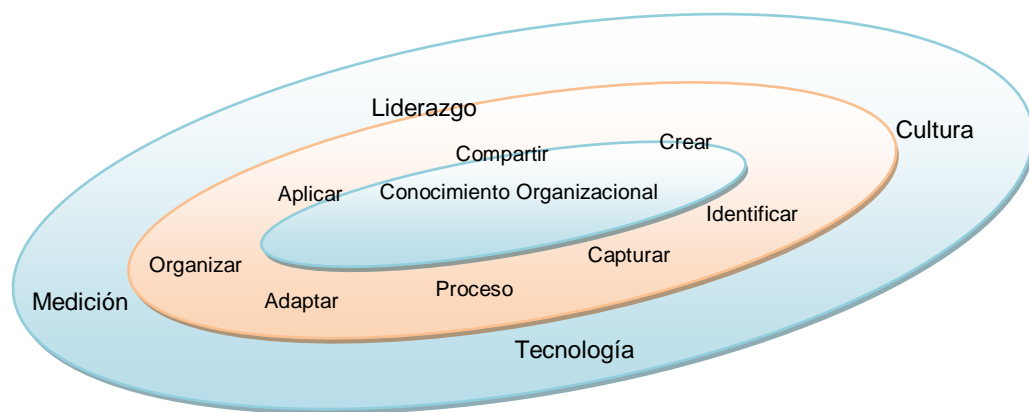 Liderazgo
Cultura
Compartir
Crear
Aplicar
Conocimiento Organizacional
Identificar
Organizar
Capturar
Medición
Adaptar
Proceso
Tecnología